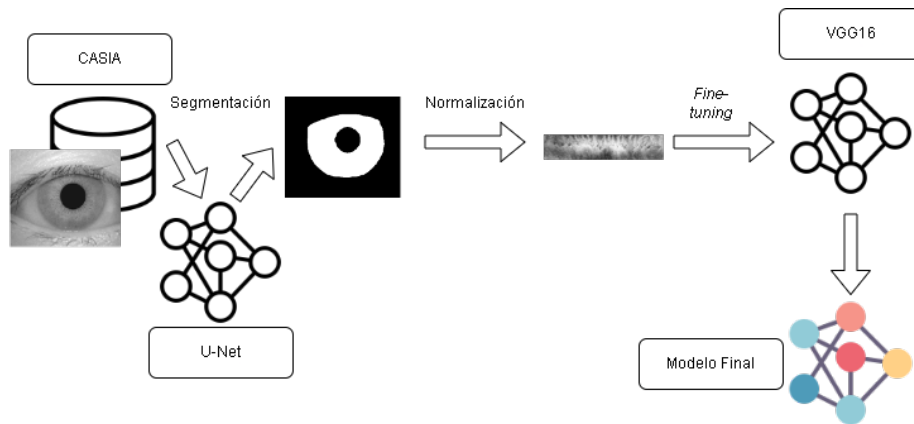 CASIA
Segmentación
Normalización
Fine-
tuning
VGG16
U-Net
Modelo Final